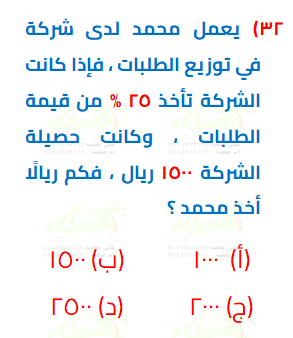 ٣٢) يعمل محمد لدى شركة
في توزيع الطلبات ، فإذا كانت
الشركة تأخذ ٢٥ % من قيمة
الطلبات ، وكانت حصيلة
الشركة ١٥٠٠ ريال ، فكم ريالًا
أخذ محمد ؟
(أ) ١٠٠٠ (ب) ١٥٠٠
(ج) ٢٠٠٠ (د) ٢٥٠٠